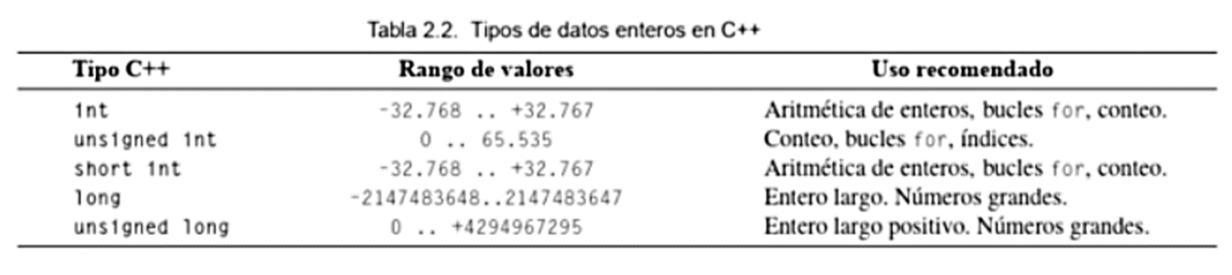 Tabla 2.2. Tipos de datos enteros en C++
Tipo C++ Rango de valores Uso recomendado
int -32.768 .. +32.767 Aritmética de enteros, bucles for, conteo.
unsigned int 0 .. 65.535 Conteo, bucles for, índices.
short int -32.768 .. +32.767 Aritmética de enteros, bucles for, conteo.
long -2147483648..2147483647 Entero largo. Números grandes.
unsigned long 0 .. +4294967295 Entero largo positivo. Números grandes.